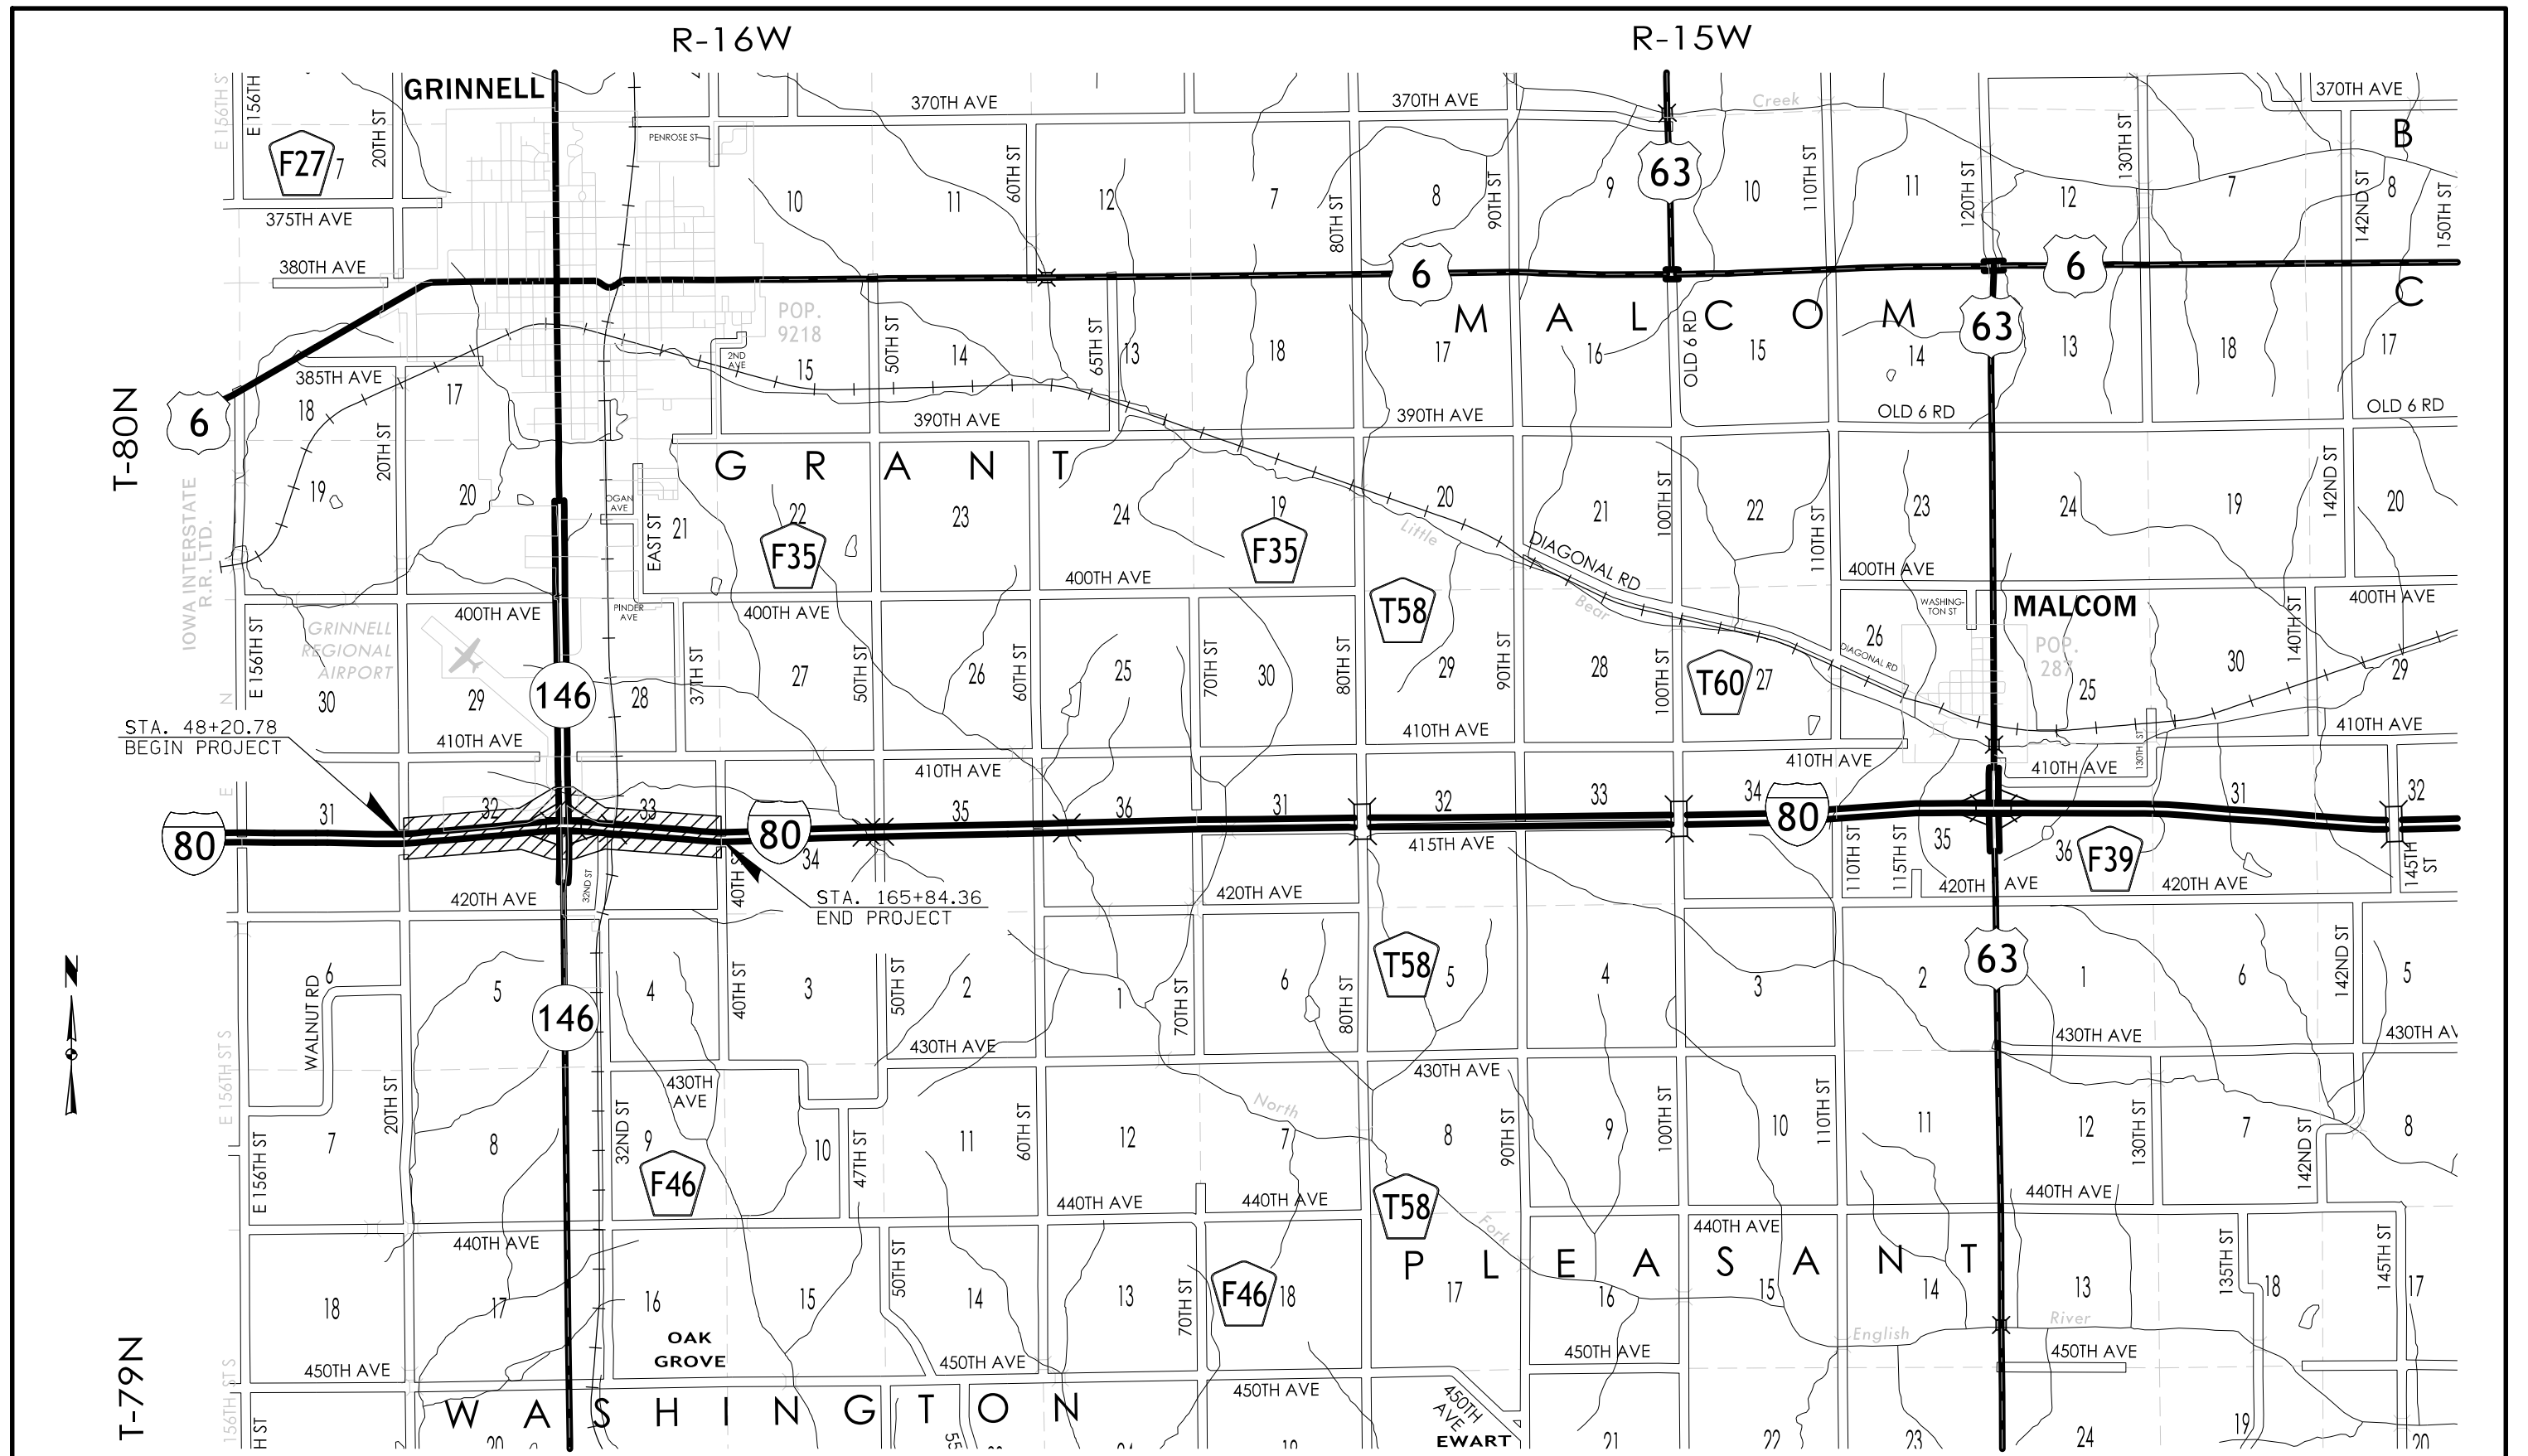 R-16W
R-15W
GRINNELL
E 156TH S
E 156TH
20TH ST
370TH AVE
370TH AVE
Creek
370TH AVE
PENROSE ST
F27
7
130TH ST
B
63
10
11
60TH ST
12
7
80TH ST
8
90TH ST
9
10
110TH ST
11
120TH ST
12
7
142ND ST
8
150TH ST
375TH AVE
380TH AVE
6
6
C
POP.
9218
MALCOM
63
50TH ST
14
65TH ST
13
18
17
16
OLD 6 RD
15
14
13
18
17
2ND
AVE
15
385TH AVE
17
18
6
T-80N
390TH AVE
390TH AVE
OLD 6 RD
OLD 6 RD
20TH ST
GRANT
19
20
IOWA INTERSTATE
R.R. LTD.
OGAN
AVE
EAST ST
21
22
F35
23
24
19
F35
20
Little
21
100TH ST
22
110TH ST
23
24
19
142ND ST
20
DIAGONAL RD
400TH AVE
400TH AVE
400TH AVE
400TH AVE
400TH AVE
PINDER
AVE
T58
Bear
WASHING-
TON ST
MALCOM
140TH ST
GRINNELL
REGIONAL
AIRPORT
E 156TH ST
30
29
146
28
37TH ST
27
50TH ST
26
60TH ST
25
70TH ST
30
80TH ST
29
90TH ST
28
100TH ST
T60
27
26
DIAGONAL RD
POP.
287
25
30
29
N
E
STA. 48+20.78
BEGIN PROJECT
410TH AVE
410TH AVE
410TH AVE
410TH AVE
410TH AVE
410TH AVE
130TH ST
31
32
33
35
36
31
32
33
34
31
32
80
80
80
34
415TH AVE
110TH ST
115TH ST
35
36
F39
145TH
ST
420TH AVE
32ND ST
40TH ST
STA. 165+84.36
END PROJECT
420TH AVE
420TH
AVE
420TH AVE
N
WALNUT RD
6
5
146
4
40TH ST
3
50TH ST
2
1
70TH ST
6
80TH ST
T58
5
4
3
2
63
1
6
142ND ST
5
E 156TH ST S
430TH AVE
430TH AVE
430TH AVE
430TH AV
430TH
AVE
20TH ST
E 156TH ST
7
8
32ND ST
9
F46
10
47TH ST
11
60TH ST
12
North
7
8
90TH ST
9
100TH ST
10
110TH ST
11
12
130TH ST
7
142ND ST
8
440TH AVE
440TH AVE
440TH AVE
440TH AVE
440TH AVE
T58
Fork
PLEASANT
18
17
16
15
50TH ST
14
13
70TH ST
F46
18
17
16
15
14
13
135TH ST
18
145TH ST
17
English
River
OAK
GROVE
T-79N
156TH ST S
450TH AVE
450TH AVE
450TH AVE
450TH AVE
450TH AVE
450TH
AVE
EWART
WASHINGTON
H ST
20
55
21
22
23
24
19
20